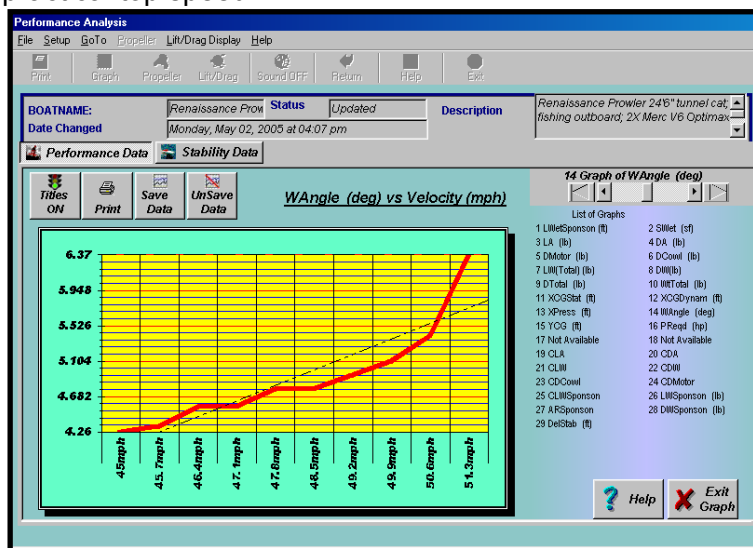 Performance Analysis
File Setup GoTo Propeller Lift/Drag Display Help
Print Graph Propeller Lift/Drag Sound OFF Return Help Exit
BOATNAME: Renaissance Prow Status Updated Description Renaissance Prowler 24'6" tunnel cat;
fishing outboard; 2X Merc V6 Optimax
Date Changed Monday, May 02, 2005 at 04:07 pm
Performance Data Stability Data
Titles ON Print Save Data UnSave Data
WAngle (deg) vs Velocity (mph)
14 Graph of WAngle (deg)
List of Graphs
1 LWetSponson (ft) 2 SWet (sf)
3 LA (lb) 4 DA (lb)
5 DMotor (lb) 6 DCowl (lb)
7 LW(Total) (lb) 8 DW(lb)
9 DTotal (lb) 10 WtTotal (lb)
11 XCGStat (ft) 12 XCGDynam (ft)
13 XPress (ft) 14 WAngle (deg)
15 YCG (ft) 16 PReqd (hp)
17 Not Available 18 Not Available
19 CLA 20 CDA
21 CLW 22 CDW
23 CDCowl 24 CDMotor
25 CLWSponson 26 LWSponson (lb)
27 ARSponson 28 DWSponson (lb)
29 DelStab (ft)
6.37
5.948
5.526
5.104
4.682
4.26
45mph 45.7mph 46.4mph 47.1mph 47.8mph 48.5mph 49.2mph 49.9mph 50.6mph 51.3mph
Help Exit Graph